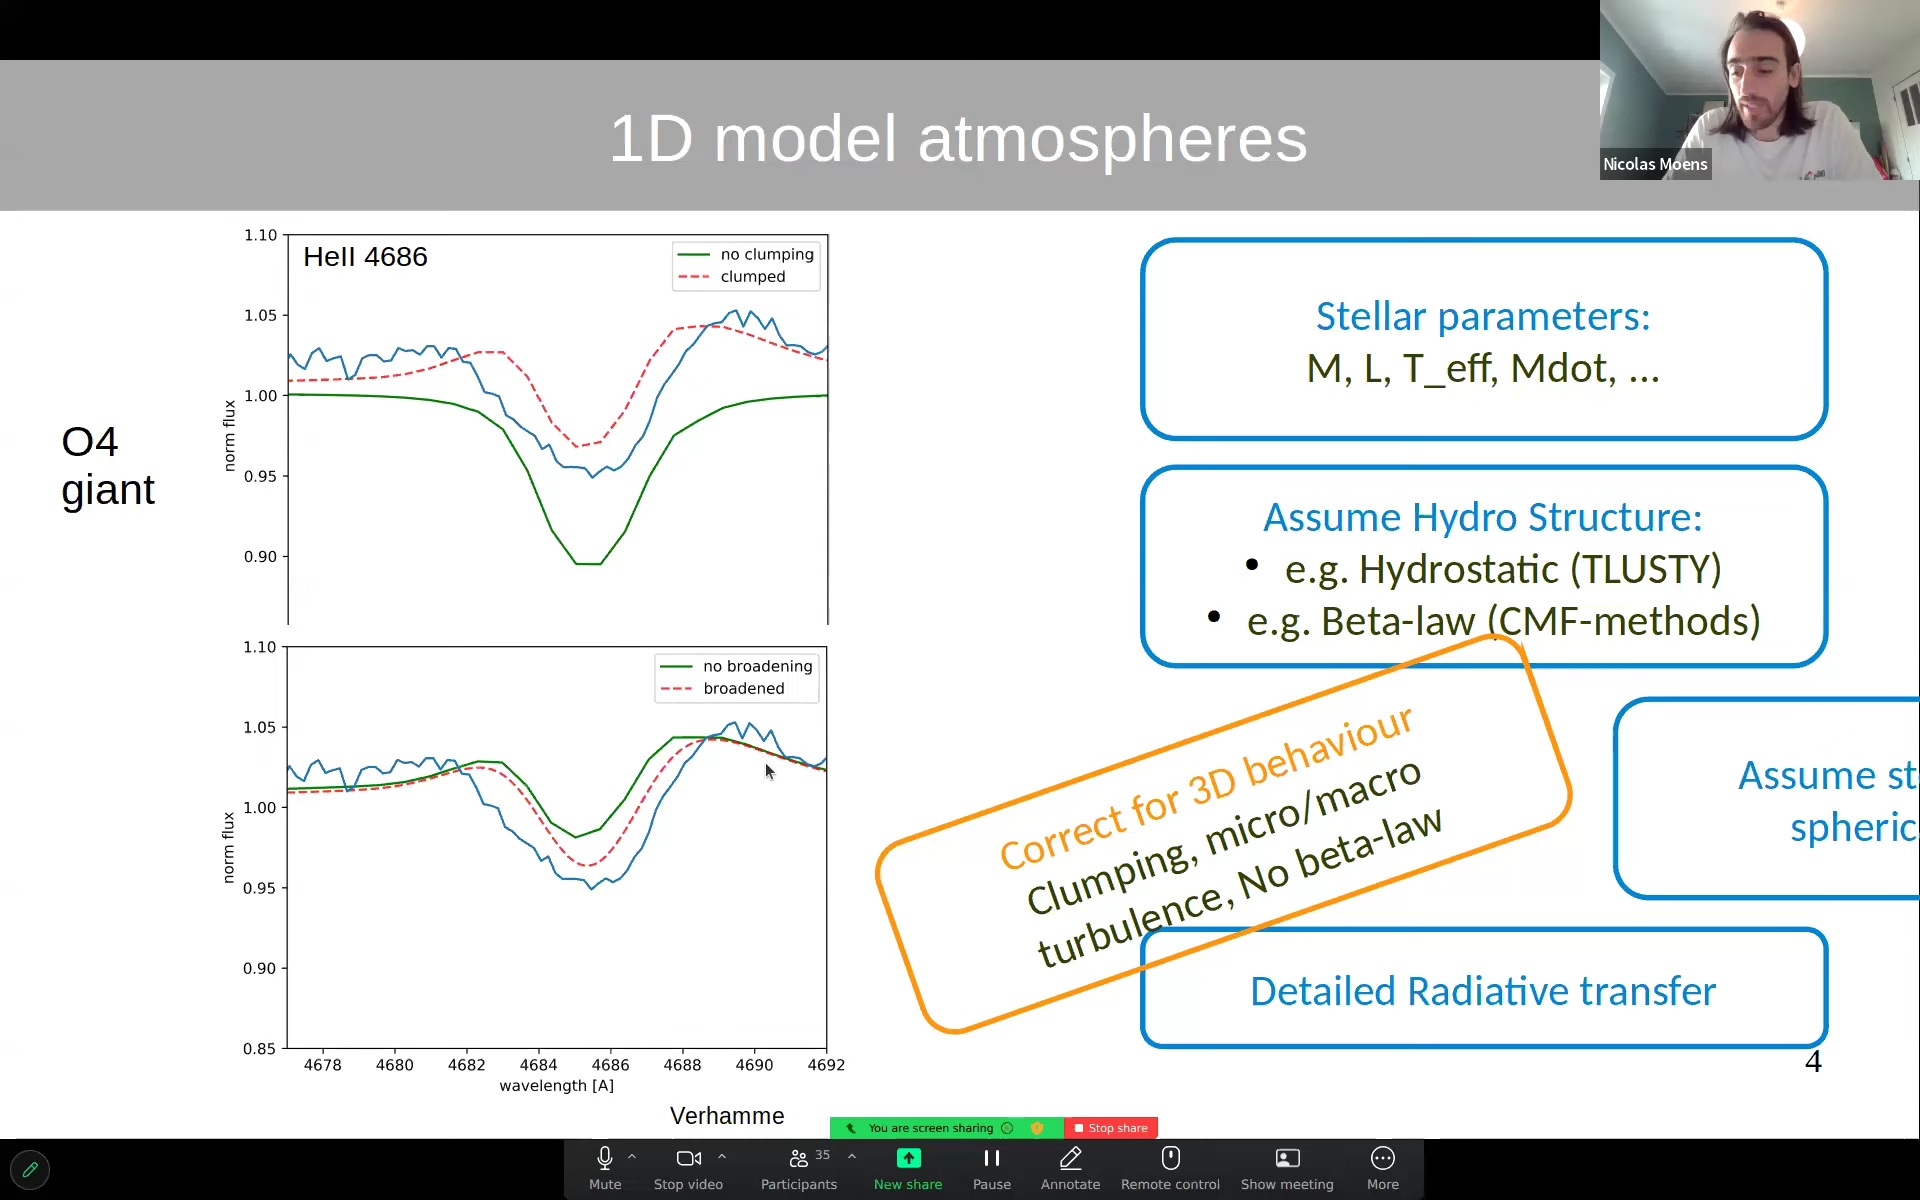 1D model atmospheres
Nicolas Moens
O4
giant
HeII 4686
no clumping
clumped
1.10
1.05
1.00
0.95
0.90
norm flux
no broadening
broadened
1.10
1.05
1.00
0.95
0.90
0.85
norm flux
4678 4680 4682 4684 4686 4688 4690 4692
wavelength [A]
Verhamme
Stellar parameters:
M, L, T_eff, Mdot, ...
Assume Hydro Structure:
• e.g. Hydrostatic (TLUSTY)
• e.g. Beta-law (CMF-methods)
Correct for 3D behaviour
Clumping, micro/macro
turbulence, No beta-law
Assume st
spheric
Detailed Radiative transfer
4
You are screen sharing
Stop share
Mute
Stop video
Participants
35
New share
Pause
Annotate
Remote control
Show meeting
More